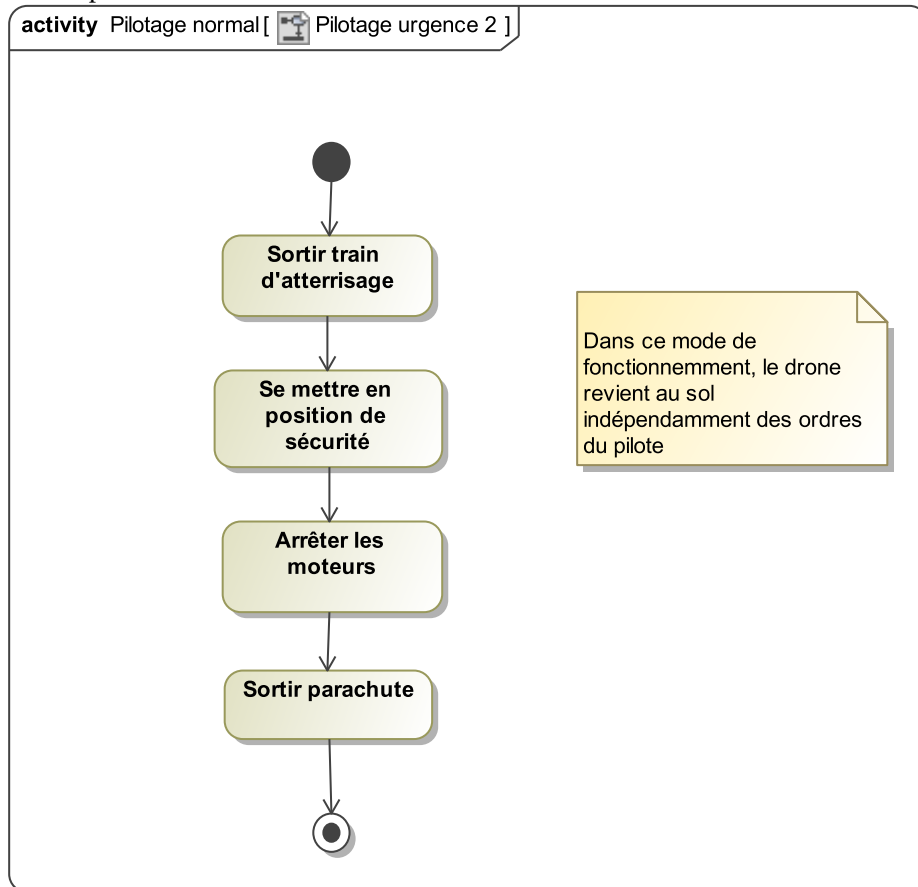 activity Pilotage normal [ Pilotage urgence 2 ]
Sortir train
d'atterrisage
Se mettre en
position de
sécurité
Arrêter les
moteurs
Sortir parachute
Dans ce mode de
fonctionnemment, le drone
revient au sol
indépendamment des ordres
du pilote